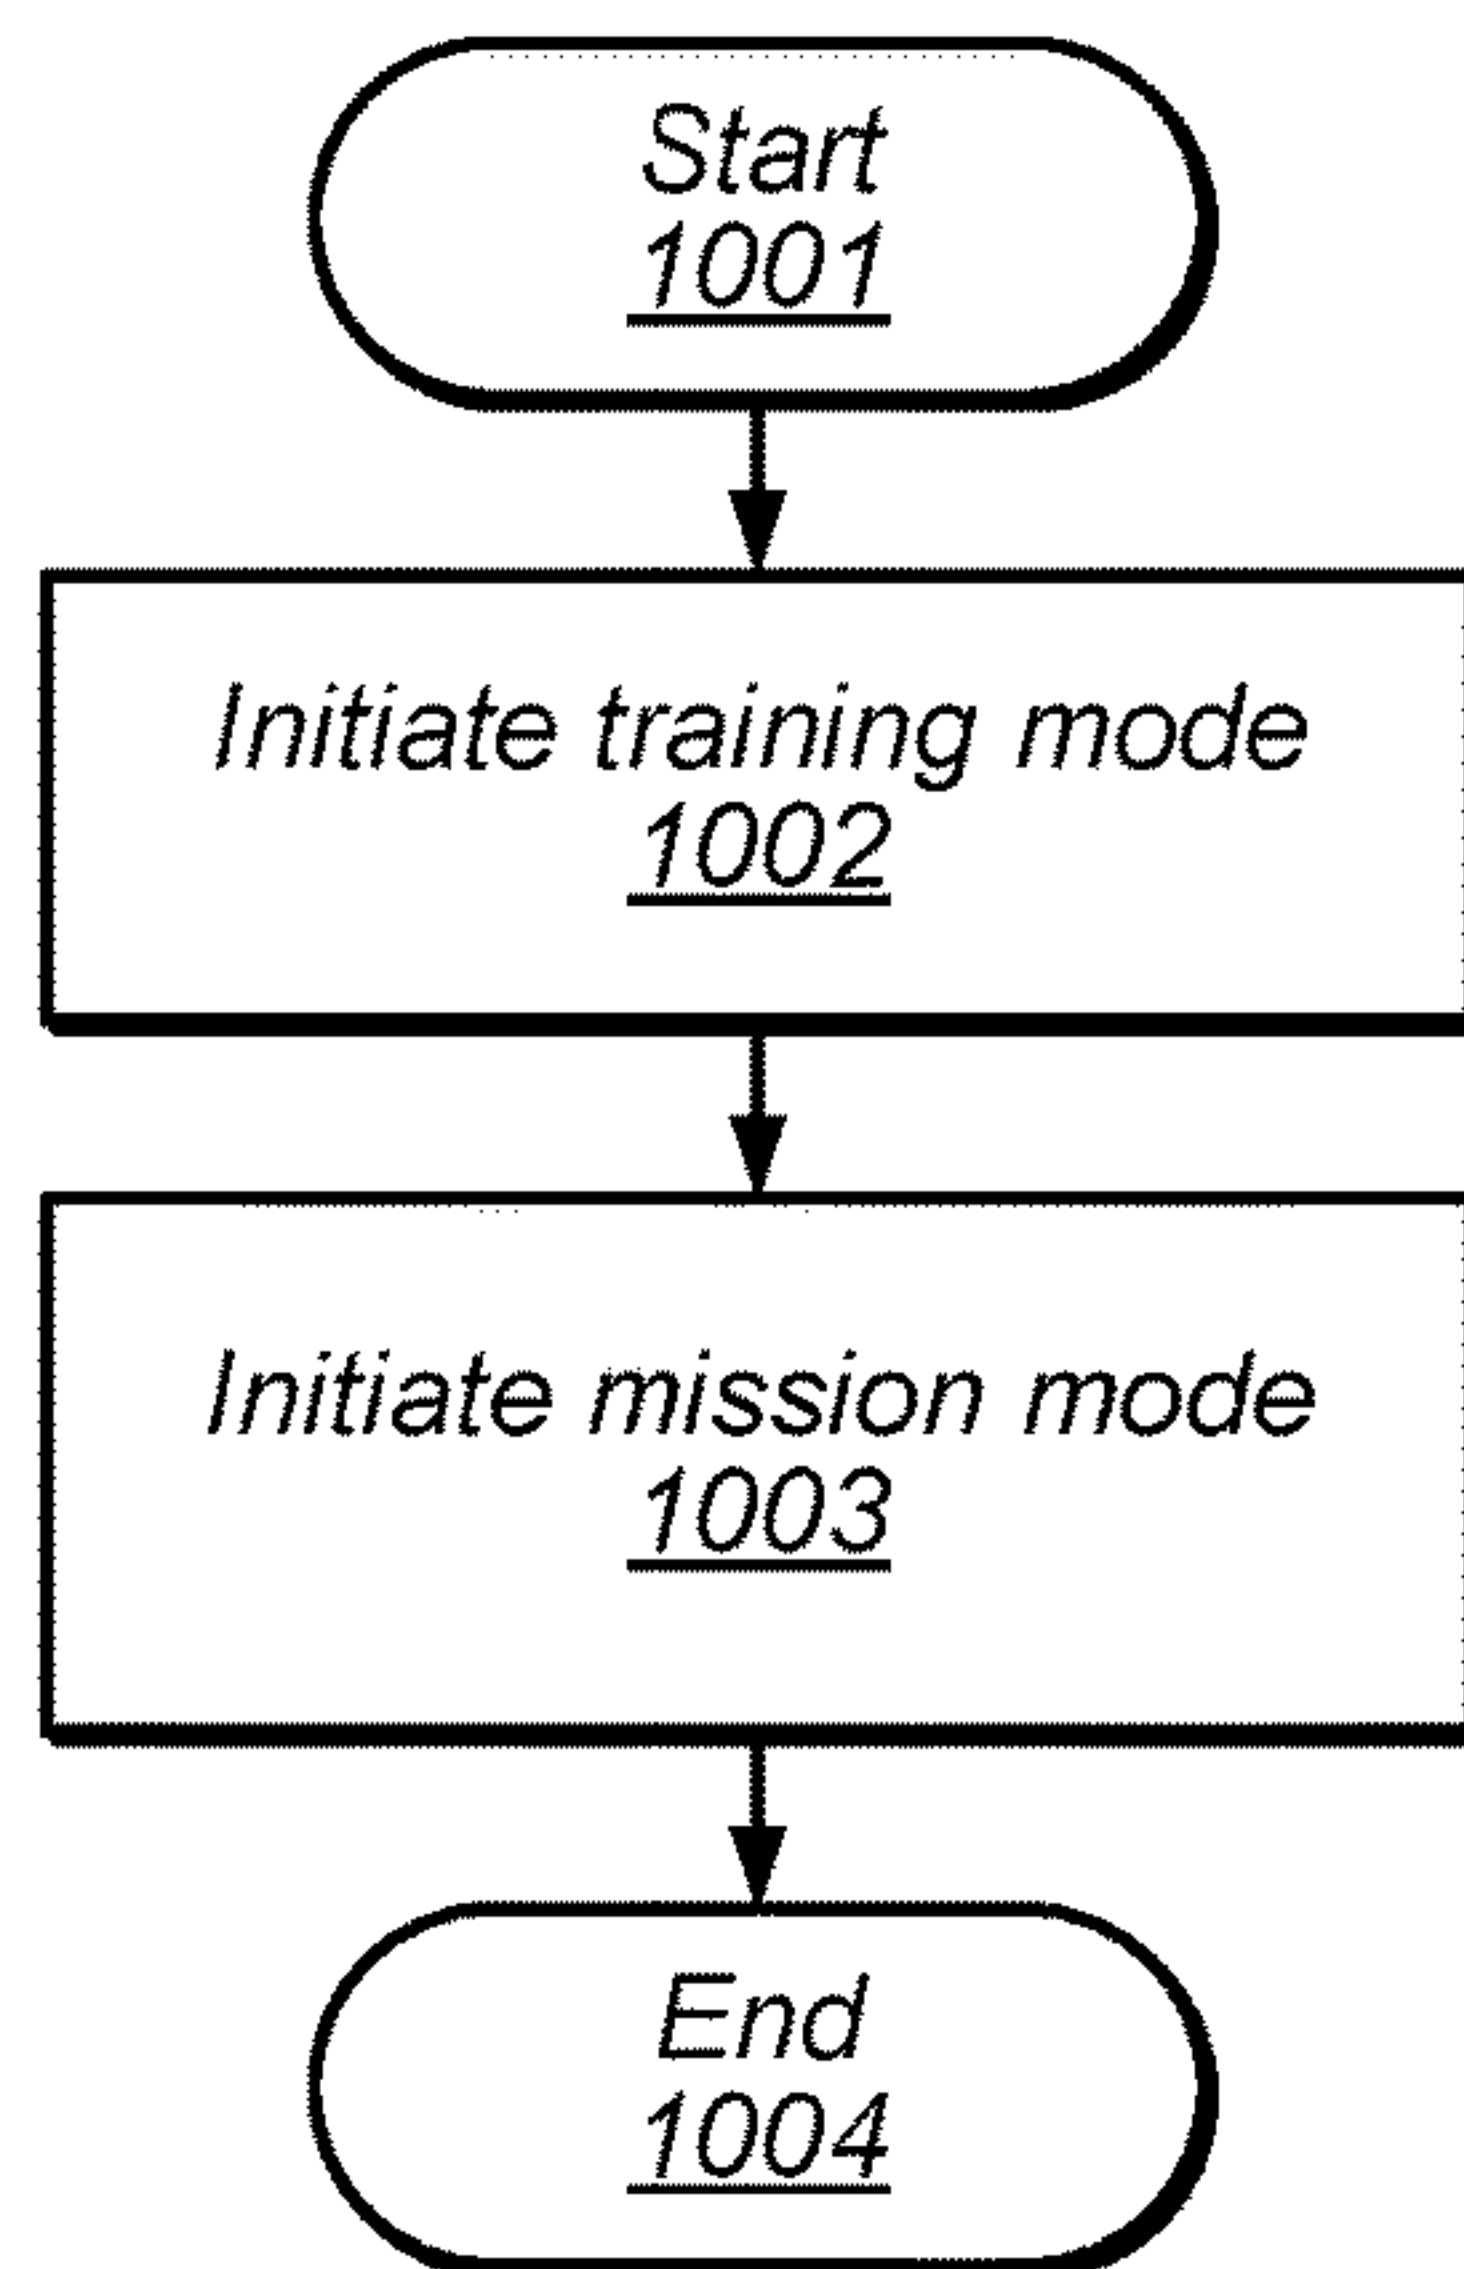 Start
1001
Initiate training mode
1002
Initiate mission mode
1003
End
1004